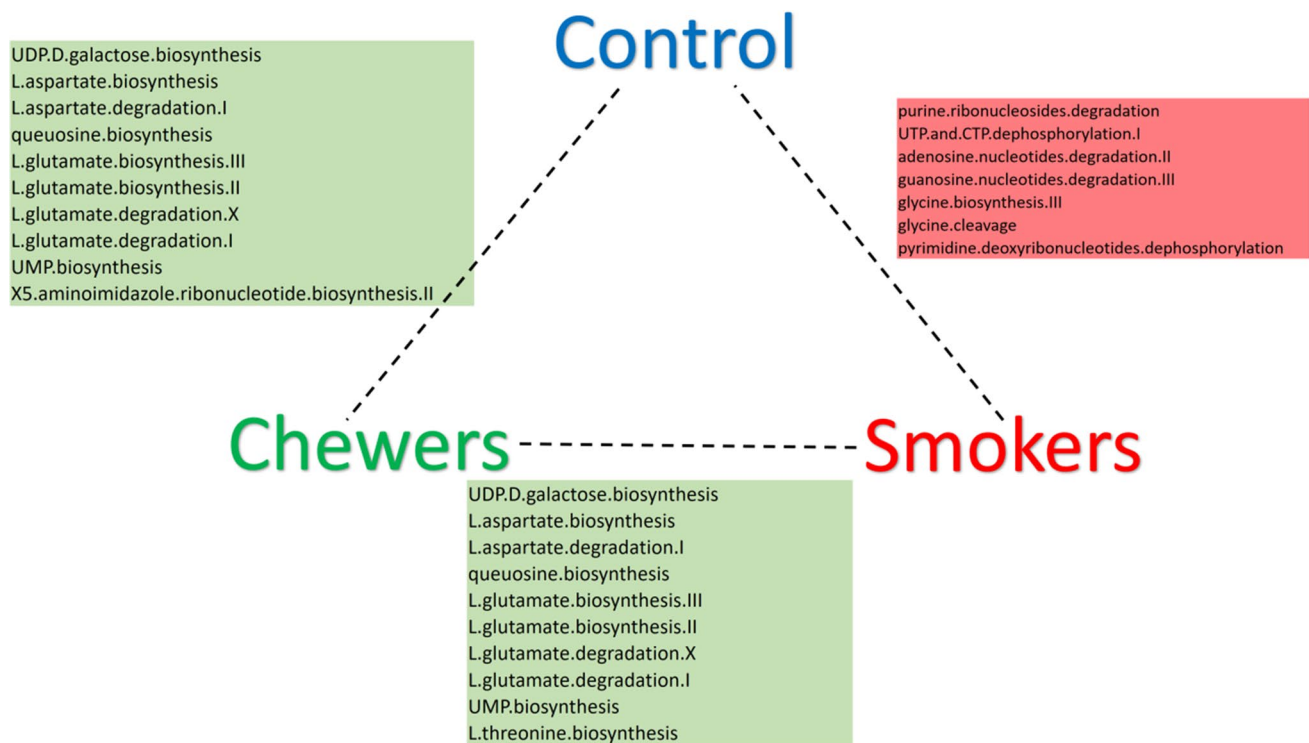 Control
UDP.D.galactose.biosynthesis
L.aspartate.biosynthesis
L.aspartate.degradation.I
queuosine.biosynthesis
L.glutamate.biosynthesis.III
L.glutamate.biosynthesis.II
L.glutamate.degradation.X
L.glutamate.degradation.I
UMP.biosynthesis
X5.aminoimidazole.ribonucleotide.biosynthesis.II
purine.ribonucleosides.degradation
UTP.and.CTP.dephosphorylation.I
adenosine.nucleotides.degradation.II
guanosine.nucleotides.degradation.III
glycine.biosynthesis.III
glycine.cleavage
pyrimidine.deoxyribonucleotides.dephosphorylation
Chewers
Smokers
UDP.D.galactose.biosynthesis
L.aspartate.biosynthesis
L.aspartate.degradation.I
queuosine.biosynthesis
L.glutamate.biosynthesis.III
L.glutamate.biosynthesis.II
L.glutamate.degradation.X
L.glutamate.degradation.I
UMP.biosynthesis
L.threonine.biosynthesis